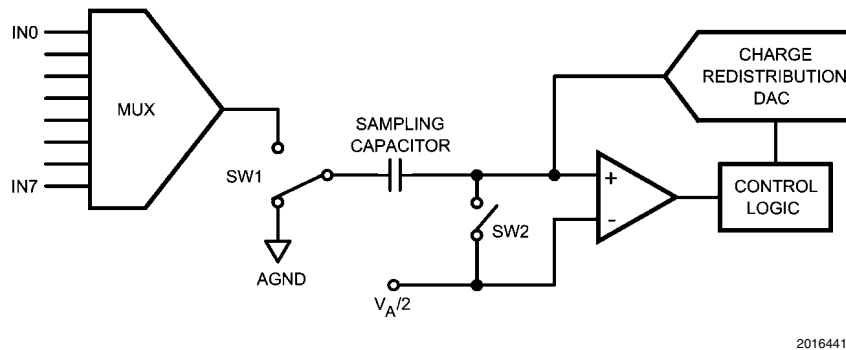 IN0
MUX
IN7
SW1
AGND
SAMPLING
CAPACITOR
SW2
V_A/2
+
-
CHARGE
REDISTRIBUTION
DAC
CONTROL
LOGIC
2016441